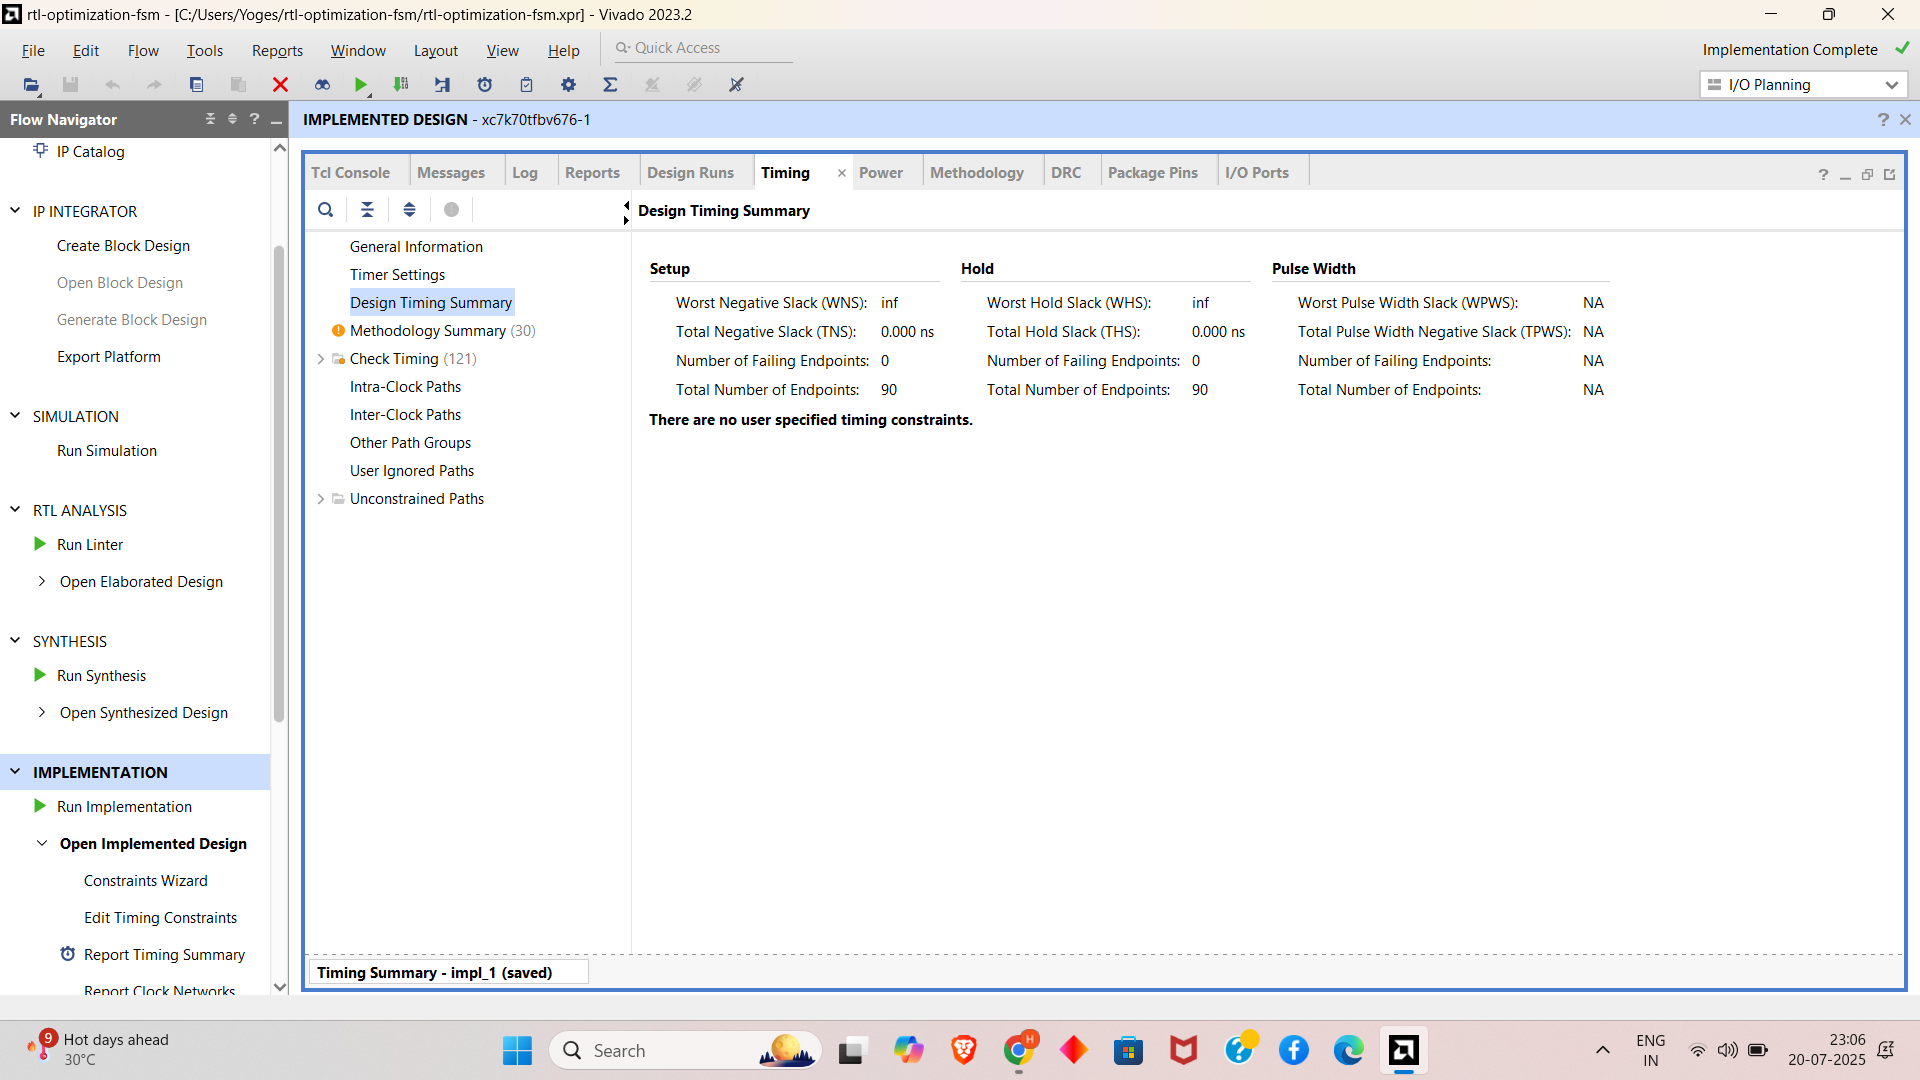 rtl-optimization-fsm - [C:/Users/Yoges/rtl-optimization-fsm/rtl-optimization-fsm.xpr] - Vivado 2023.2
File Edit Flow Tools Reports Window Layout View Help Quick Access
Implementation Complete
I/O Planning
Flow Navigator
IP Catalog
IP INTEGRATOR
Create Block Design
Open Block Design
Generate Block Design
Export Platform
SIMULATION
Run Simulation
RTL ANALYSIS
Run Linter
Open Elaborated Design
SYNTHESIS
Run Synthesis
Open Synthesized Design
IMPLEMENTATION
Run Implementation
Open Implemented Design
Constraints Wizard
Edit Timing Constraints
Report Timing Summary
Report Clock Networks
IMPLEMENTED DESIGN - xc7k70tfbv676-1
Tcl Console Messages Log Reports Design Runs Timing Power Methodology DRC Package Pins I/O Ports
General Information
Timer Settings
Design Timing Summary
Methodology Summary (30)
Check Timing (121)
Intra-Clock Paths
Inter-Clock Paths
Other Path Groups
User Ignored Paths
Unconstrained Paths
Design Timing Summary
Setup
Worst Negative Slack (WNS): inf
Total Negative Slack (TNS): 0.000 ns
Number of Failing Endpoints: 0
Total Number of Endpoints: 90
Hold
Worst Hold Slack (WHS): inf
Total Hold Slack (THS): 0.000 ns
Number of Failing Endpoints: 0
Total Number of Endpoints: 90
Pulse Width
Worst Pulse Width Slack (WPWS): NA
Total Pulse Width Negative Slack (TPWS): NA
Number of Failing Endpoints: NA
Total Number of Endpoints: NA
There are no user specified timing constraints.
Timing Summary - impl_1 (saved)
9
Hot days ahead
30°C
Search
H
ENG
IN
23:06
20-07-2025